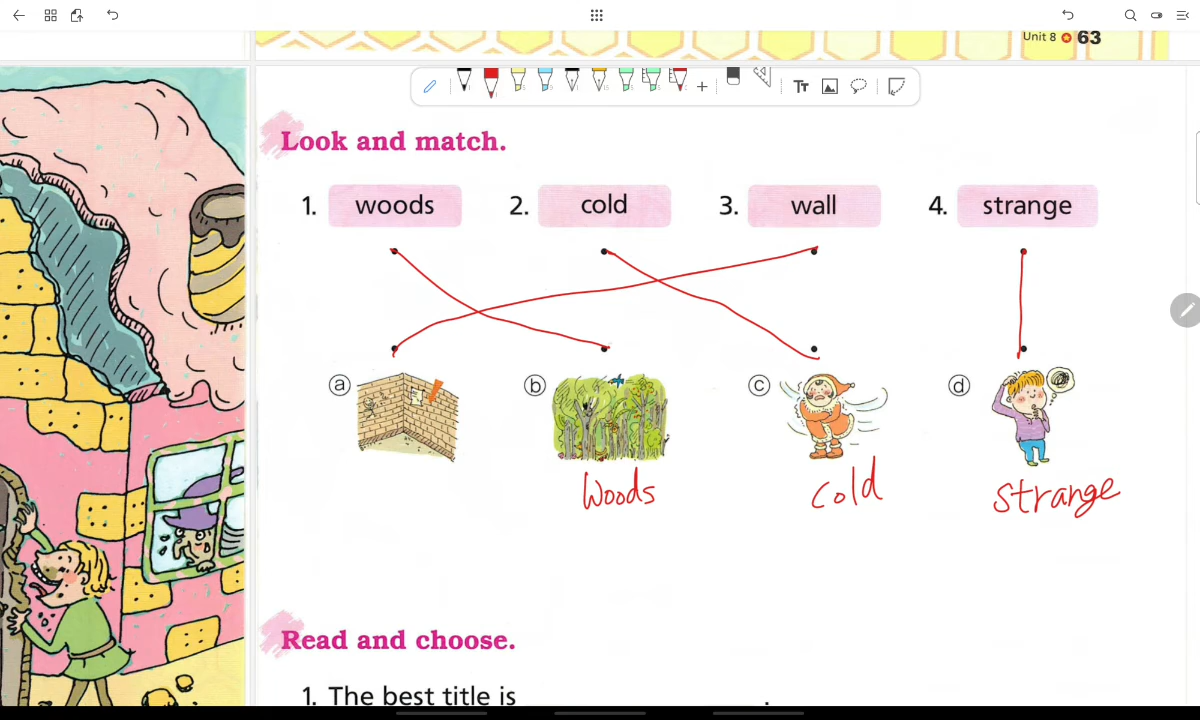 Unit 8 63
Look and match.
1. woods 2. cold 3. wall 4. strange
a b c d
Woods cold strange
Read and choose.
1. The best title is .